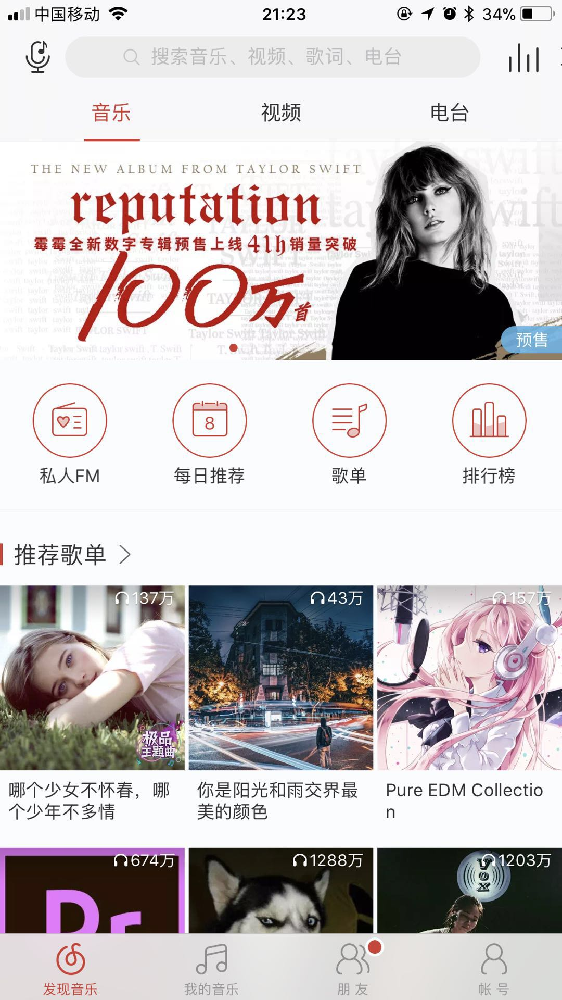 中国移动
21:23
34%
搜索音乐、视频、歌词、电台
音乐
视频
电台
THE NEW ALBUM FROM TAYLOR SWIFT
reputation
霉霉全新数字专辑预售上线41h销量突破
100万首
预售
8
私人FM
每日推荐
歌单
排行榜
推荐歌单
137万
43万
157万
极品
主题曲
哪个少女不怀春，哪
个少年不多情
你是阳光和雨交界最
美的颜色
Pure EDM Collectio
n
674万
1288万
1203万
Pr
VOX
发现音乐
我的音乐
朋友
帐号